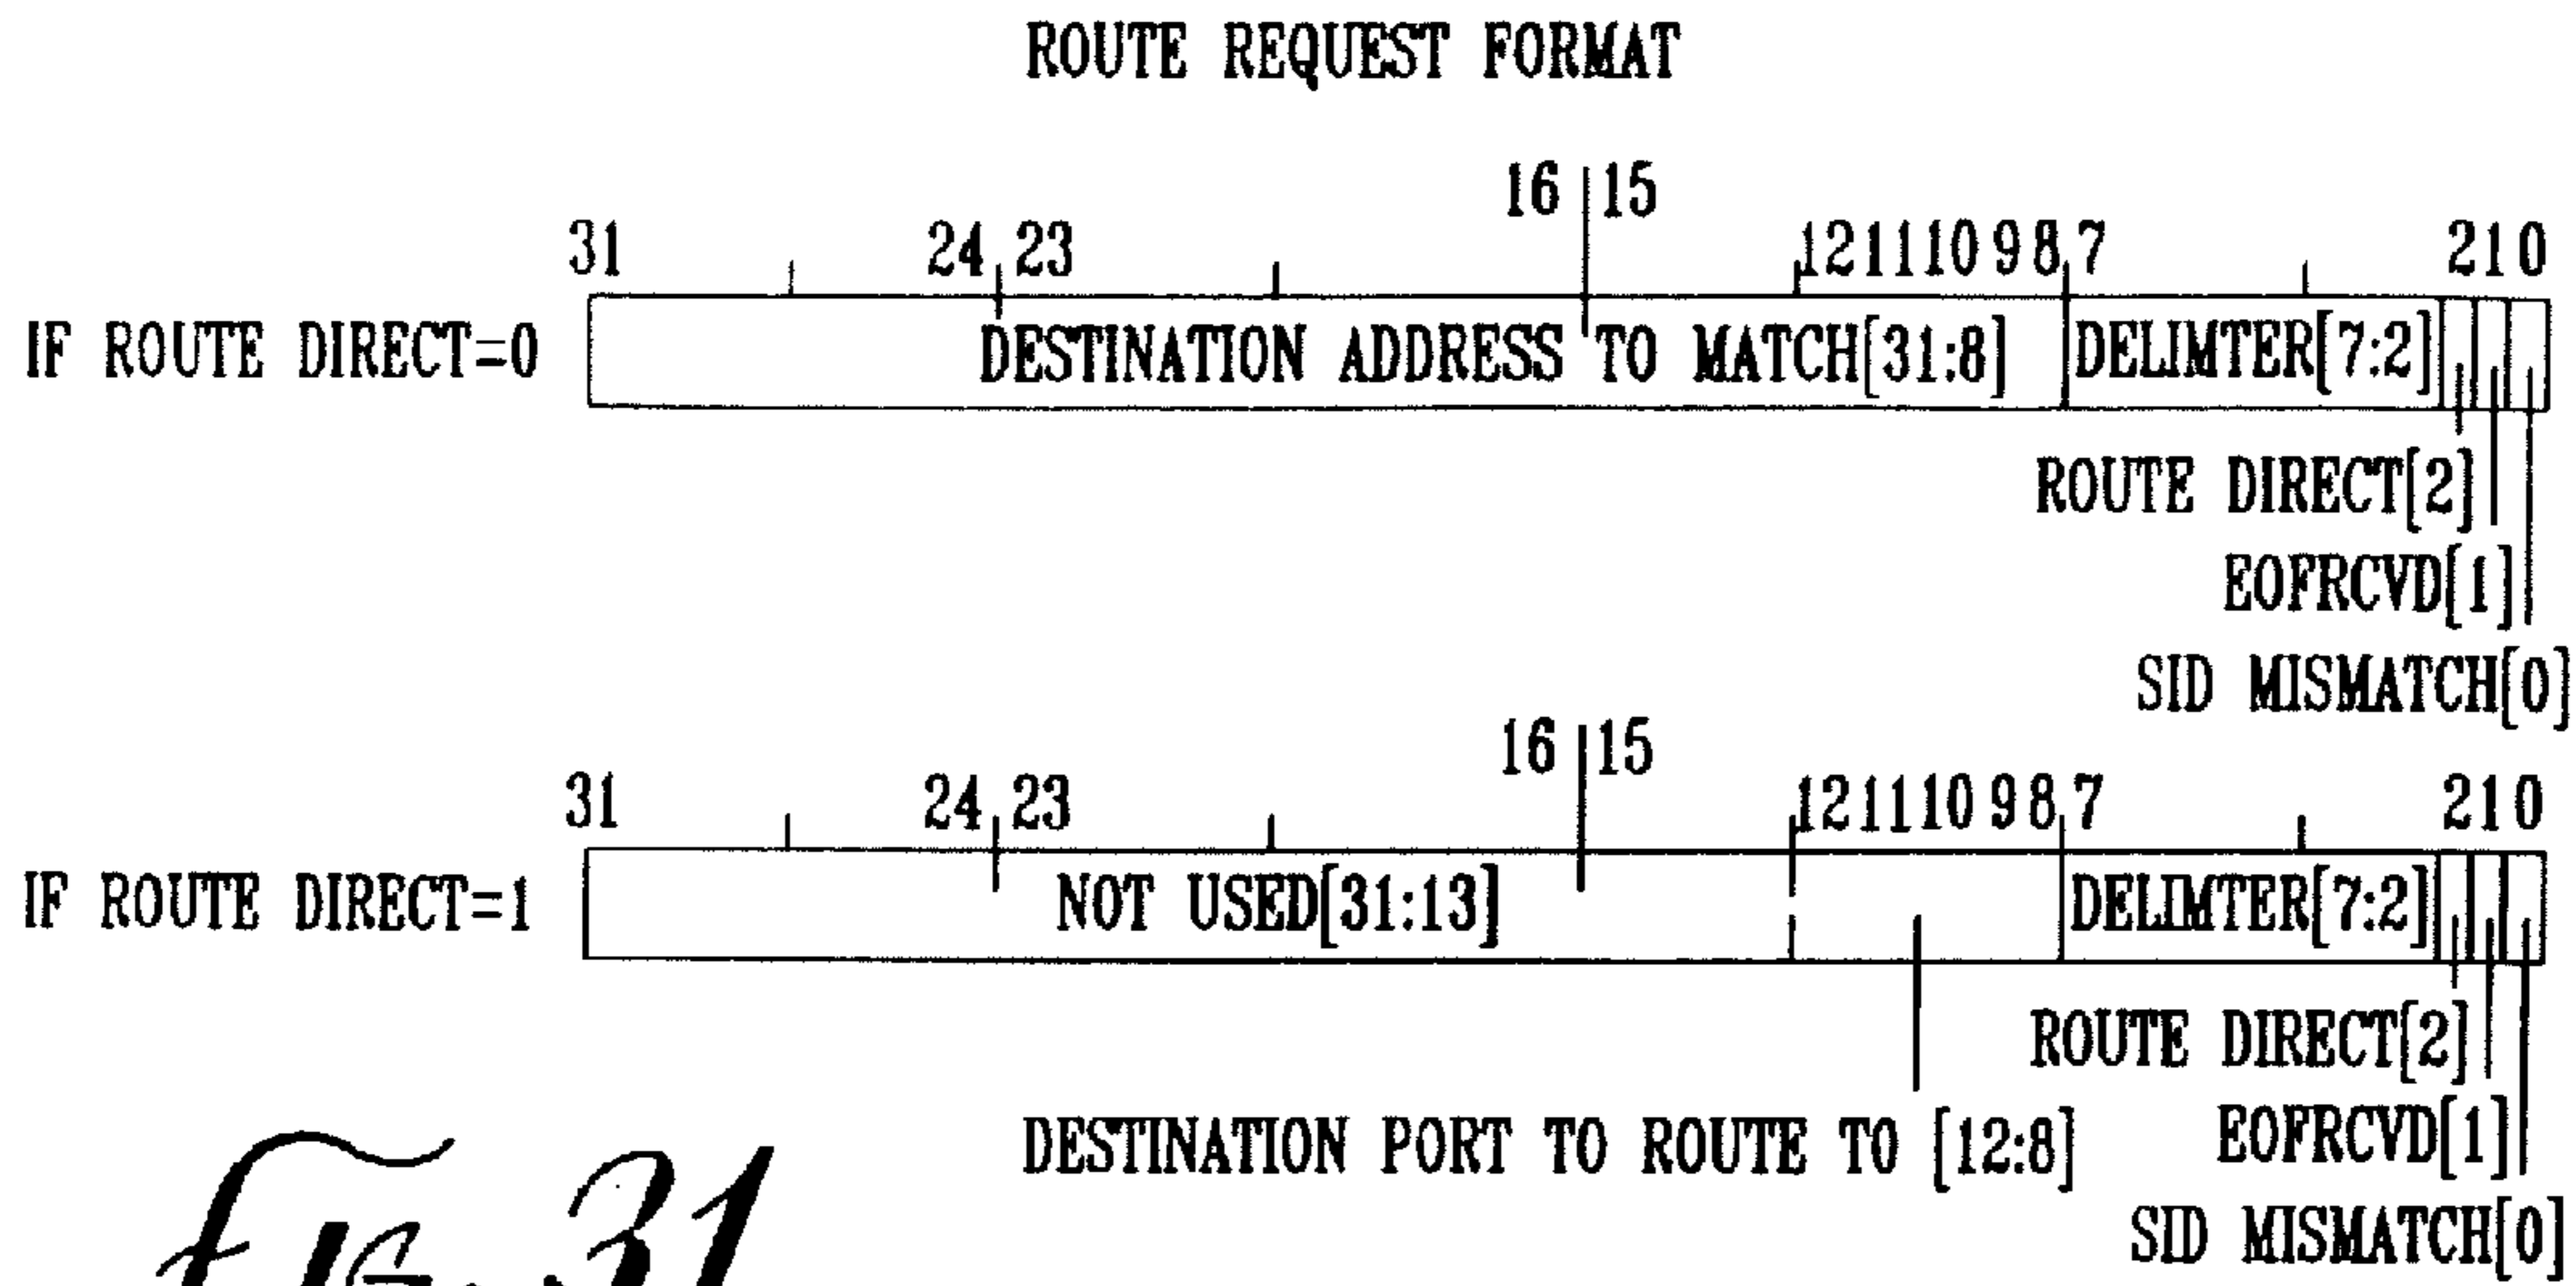 ROUTE REQUEST FORMAT
16 15
31 24 23 12 11 10 9 8 7 2 1 0
IF ROUTE DIRECT=0 DESTINATION ADDRESS TO MATCH[31:8] DELIMTER[7:2]
ROUTE DIRECT[2]
EOFRCVD[1]
SID MISMATCH[0]
16 15
31 24 23 12 11 10 9 8 7 2 1 0
IF ROUTE DIRECT=1 NOT USED[31:13] DELIMTER[7:2]
ROUTE DIRECT[2]
DESTINATION PORT TO ROUTE TO [12:8] EOFRCVD[1]
SID MISMATCH[0]
FIG. 31